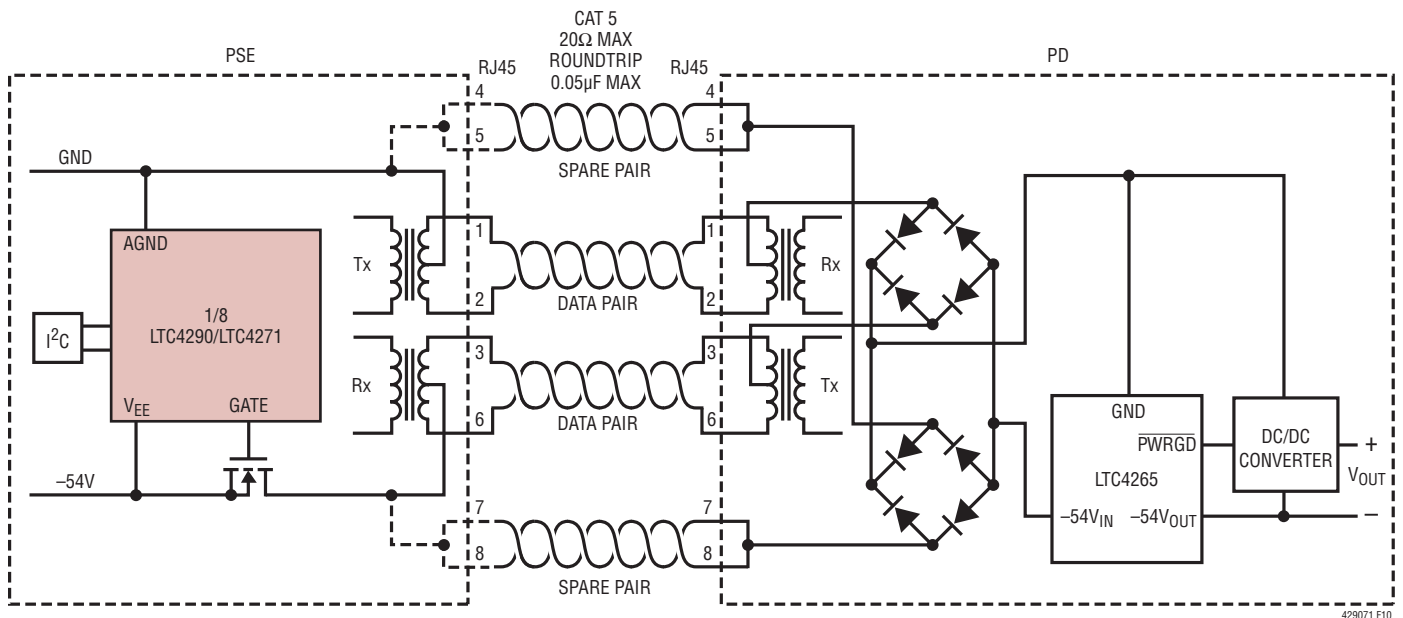 CAT 5
20Ω MAX
ROUNDTRIP
0.05µF MAX
PSE
RJ45
RJ45
PD
4
5
4
5
SPARE PAIR
GND
AGND
1/8
LTC4290/LTC4271
I²C
VEE
GATE
–54V
Tx
Rx
1
2
1
2
DATA PAIR
Rx
Tx
3
6
3
6
DATA PAIR
7
8
7
8
SPARE PAIR
GND
PWRGD
LTC4265
–54VIN
–54VOUT
DC/DC
CONVERTER
+
VOUT
–
429071 F10